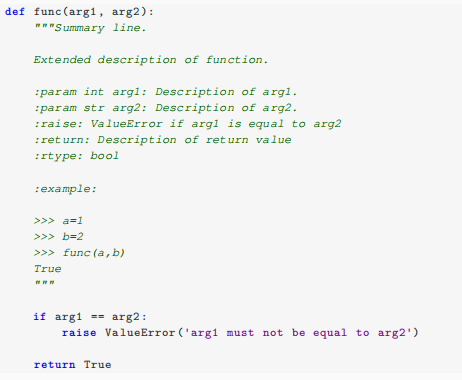 def func(arg1, arg2):
"""Summary line.
Extended description of function.
:param int arg1: Description of arg1.
:param str arg2: Description of arg2.
:raise: ValueError if arg1 is equal to arg2
:return: Description of return value
:rtype: bool
:example:
>>> a=1
>>> b=2
>>> func(a,b)
True
"""
if arg1 == arg2:
raise ValueError('arg1 must not be equal to arg2')
return True